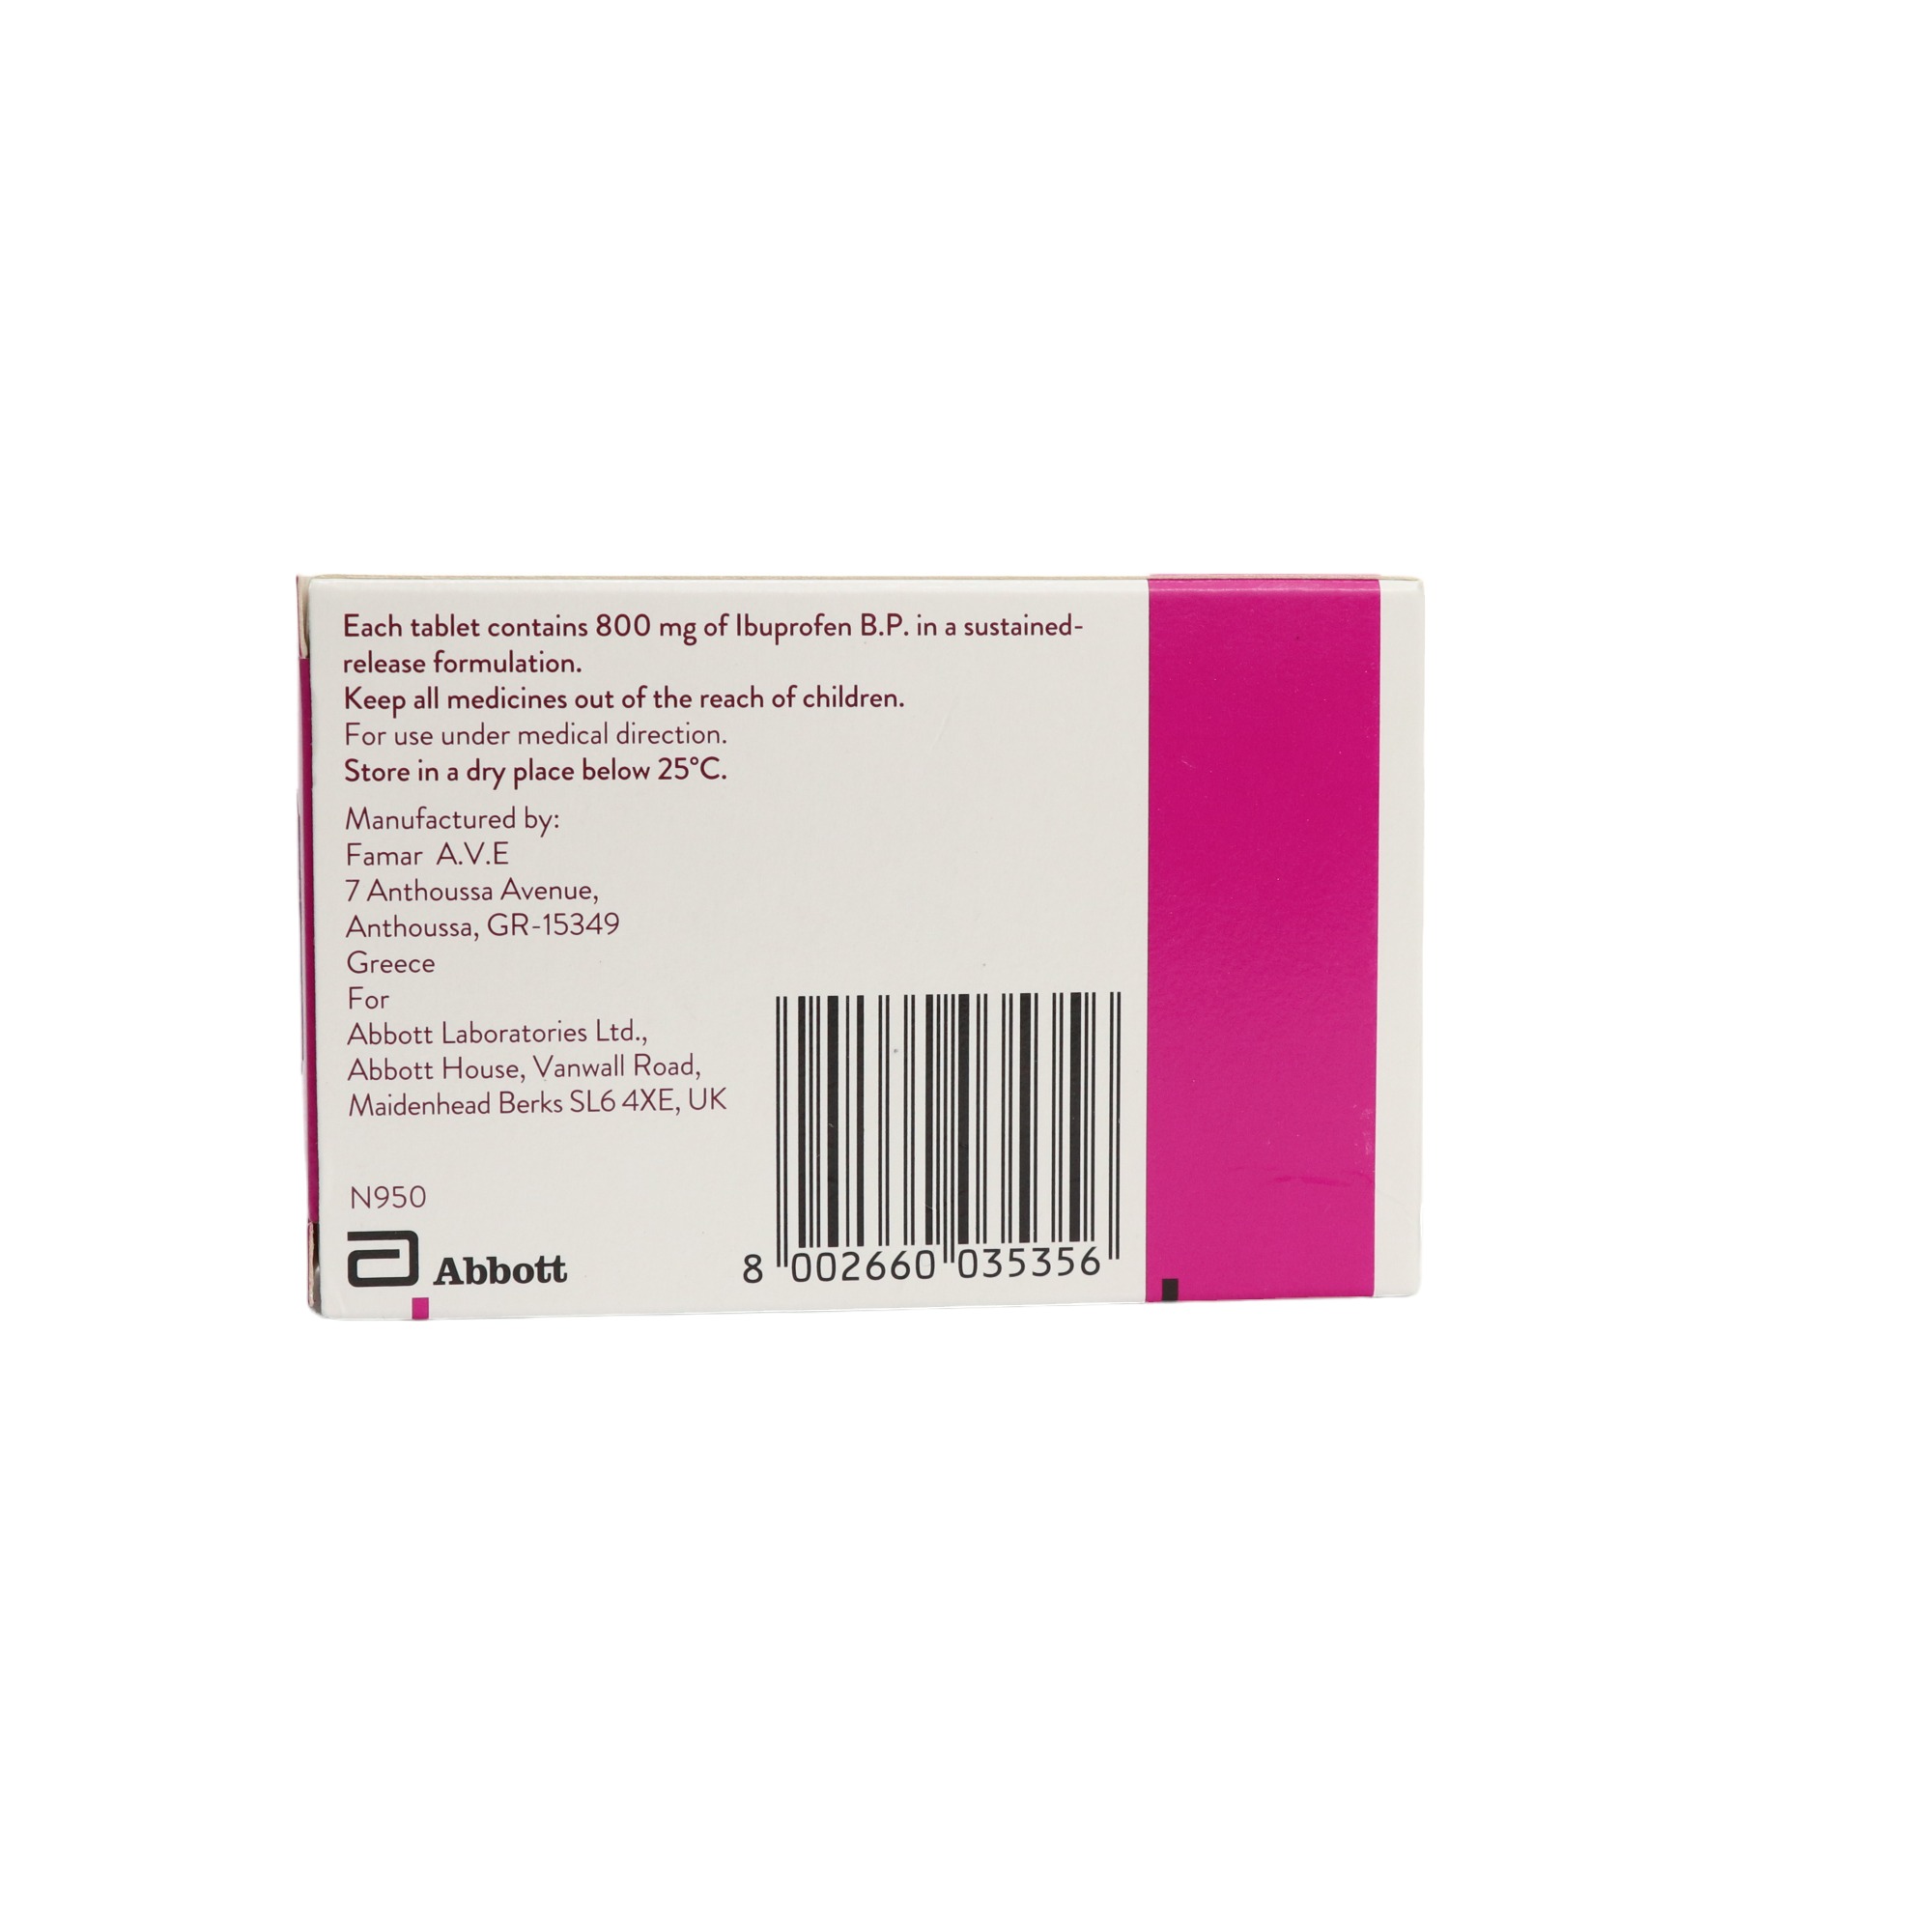 Each tablet contains 800 mg of Ibuprofen B.P. in a sustained-
release formulation.
Keep all medicines out of the reach of children.
For use under medical direction.
Store in a dry place below 25°C.
Manufactured by:
Famar A.V.E
7 Anthoussa Avenue,
Anthoussa, GR-15349
Greece
For
Abbott Laboratories Ltd.,
Abbott House, Vanwall Road,
Maidenhead Berks SL6 4XE, UK
N950
Abbott
8 002660 035356